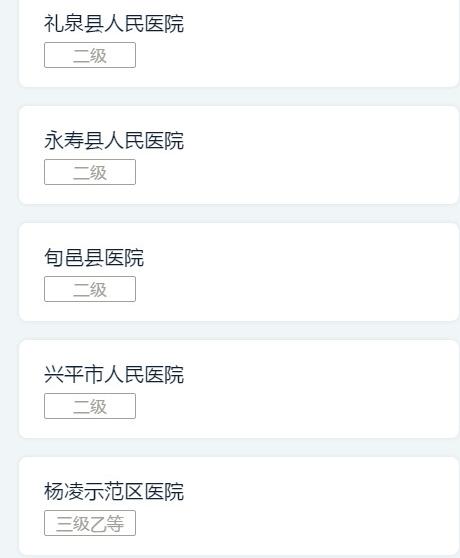 礼泉县人民医院
二级
永寿县人民医院
二级
旬邑县医院
二级
兴平市人民医院
二级
杨凌示范区医院
三级乙等